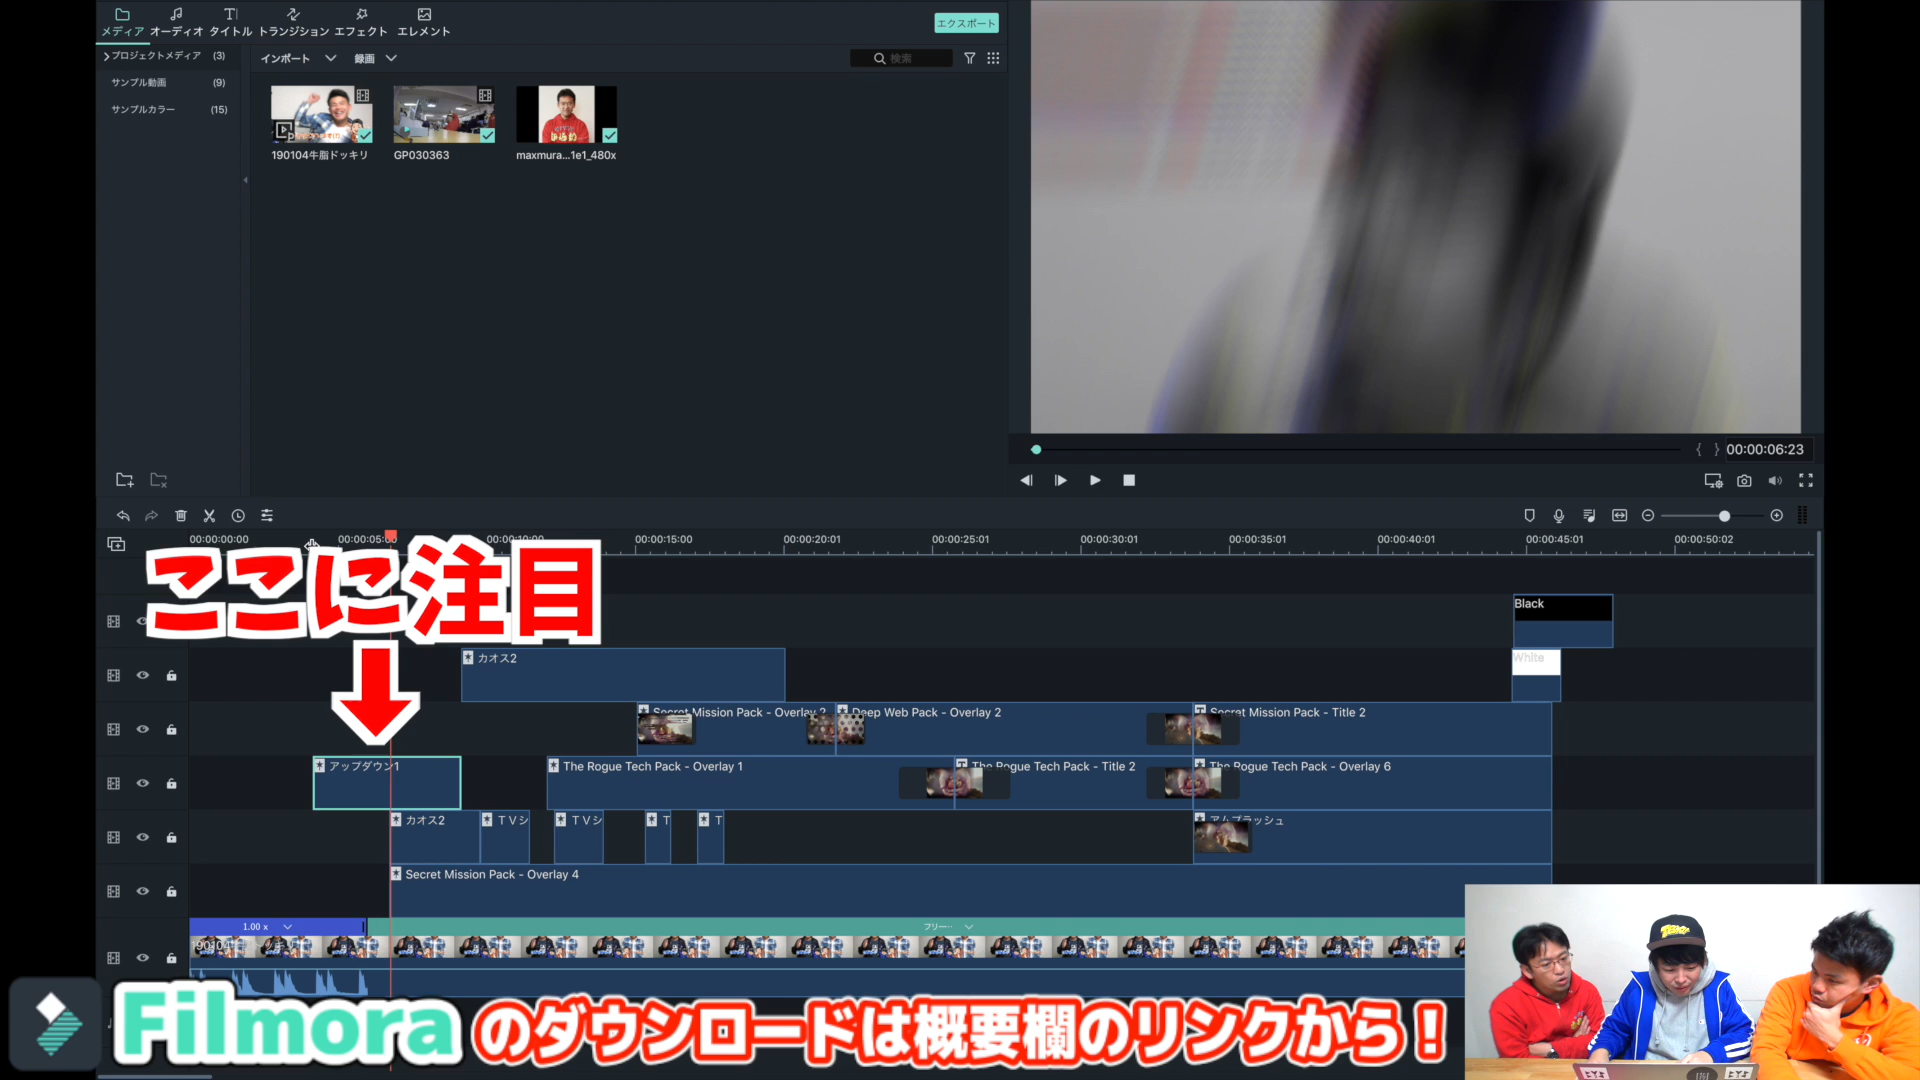 メディア オーディオ タイトル トランジション エフェクト エレメント
エクスポート
プロジェクトメディア (3)
サンプル動画 (9)
サンプルカラー (15)
インポート 録画 検索
190104牛脂ドッキリ GP030363 maxmura...1e1_480x
00:00:06:23
00:00:00:00 00:00:05:00 00:00:10:00 00:00:15:00 00:00:20:01 00:00:25:01 00:00:30:01 00:00:35:01 00:00:40:01 00:00:45:01 00:00:50:02
ここに注目
Black
カオス2
White
Secret Mission Pack - Overlay 2 Deep Web Pack - Overlay 2 Secret Mission Pack - Title 2
アップダウン1 The Rogue Tech Pack - Overlay 1 The Rogue Tech Pack - Title 2 The Rogue Tech Pack - Overlay 6
カオス2 TVシ TVシ T T アムブラッシュ
Secret Mission Pack - Overlay 4
1.00 x フリー…
Filmora のダウンロードは概要欄のリンクから！